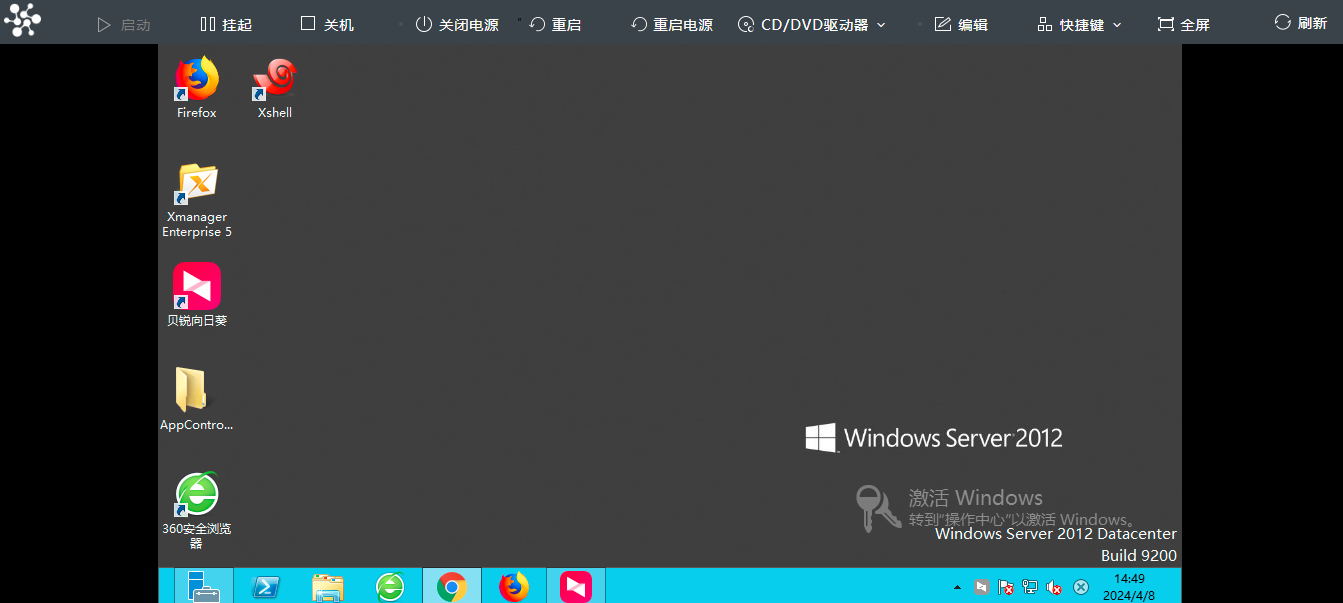 启动 挂起 关机 关闭电源 重启 重启电源 CD/DVD驱动器 编辑 快捷键 全屏 刷新
Firefox
Xshell
Xmanager
Enterprise 5
贝锐向日葵
AppContro...
360安全浏览
器
Windows Server 2012
激活 Windows
转到"操作中心"以激活 Windows。
Windows Server 2012 Datacenter
Build 9200
14:49
2024/4/8